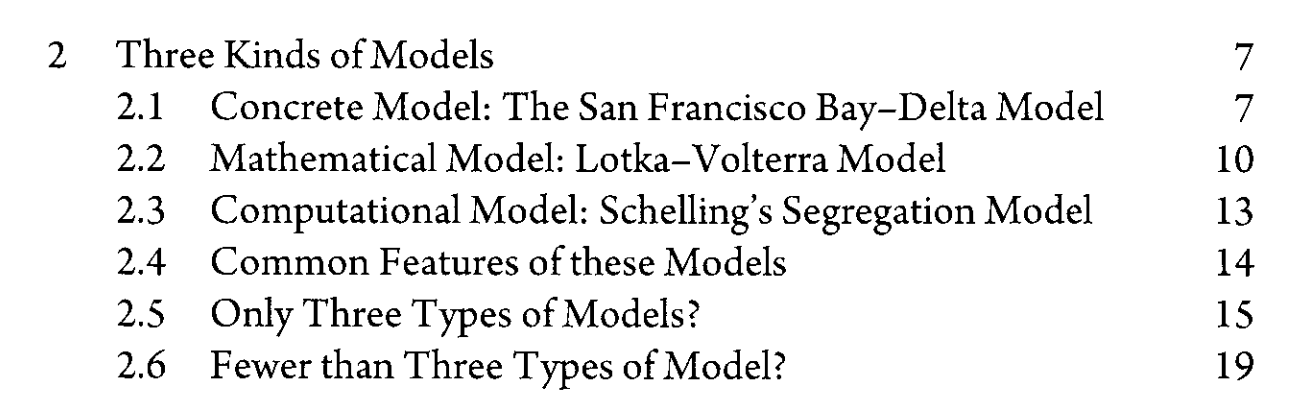 2 Three Kinds of Models 7
2.1 Concrete Model: The San Francisco Bay–Delta Model 7
2.2 Mathematical Model: Lotka–Volterra Model 10
2.3 Computational Model: Schelling's Segregation Model 13
2.4 Common Features of these Models 14
2.5 Only Three Types of Models? 15
2.6 Fewer than Three Types of Model? 19